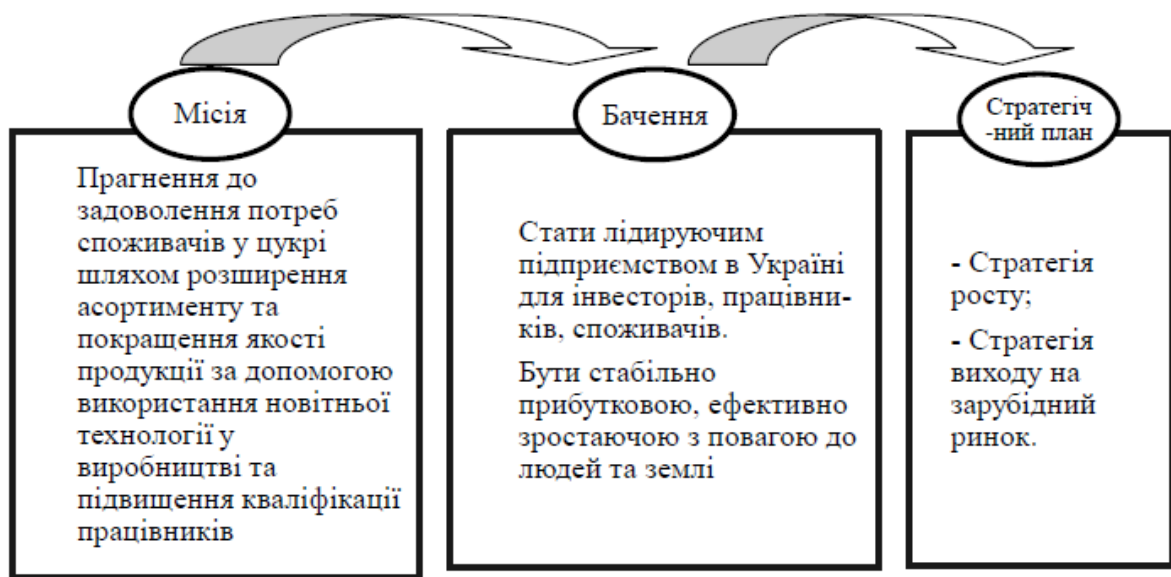 Місія
Прагнення до
задоволення потреб
споживачів у цукрі
шляхом розширення
асортименту та
покращення якості
продукції за допомогою
використання новітньої
технології у
виробництві та
підвищення кваліфікації
працівників
Бачення
Стати лідируючим
підприємством в Україні
для інвесторів, працівни-
ків, споживачів.
Бути стабільно
прибутковою, ефективно
зростаючою з повагою до
людей та землі
Стратегіч
-ний план
- Стратегія
росту;
- Стратегія
виходу на
зарубідний
ринок.